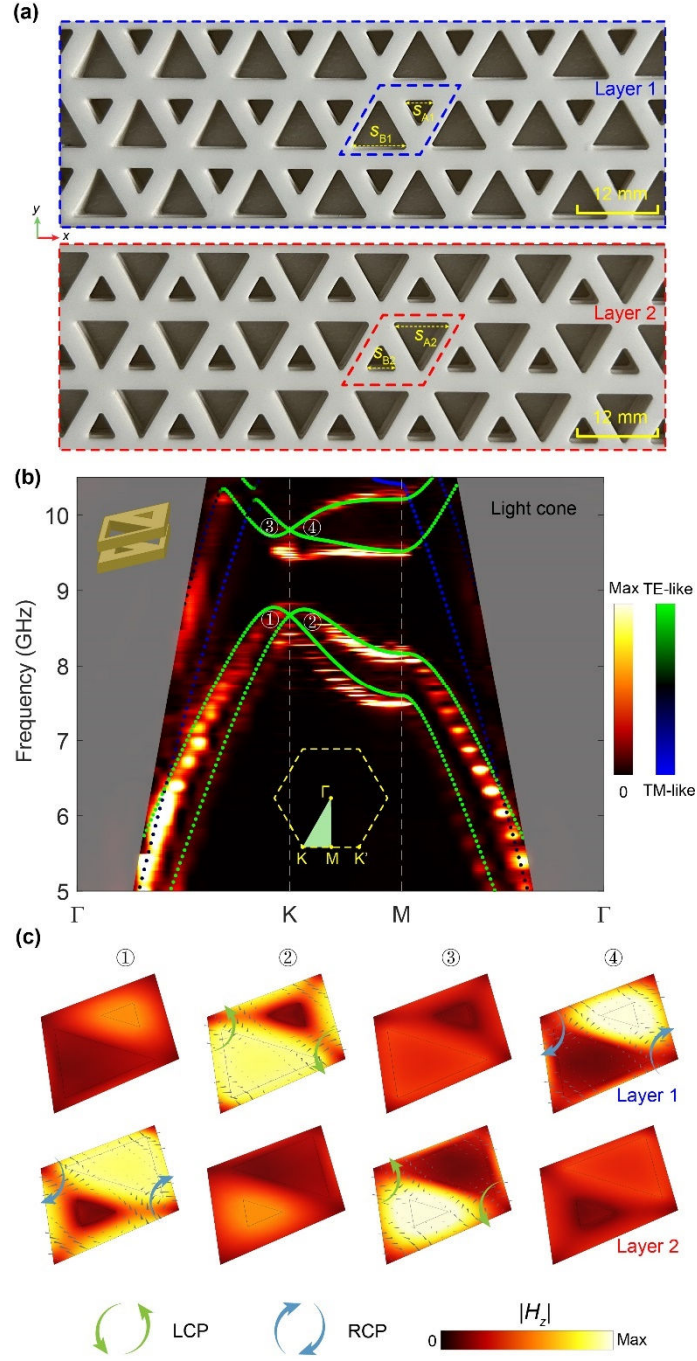 (a)
Layer 1
s_A1
s_B1
12 mm
y
x
Layer 2
s_A2
s_B2
12 mm
(b)
10
9
8
7
6
5
Frequency (GHz)
③ ④
① ②
Light cone
Γ
K M K'
Γ K M Γ
Max TE-like
0 TM-like
(c)
① ② ③ ④
Layer 1
Layer 2
LCP RCP
|H_z|
0 Max